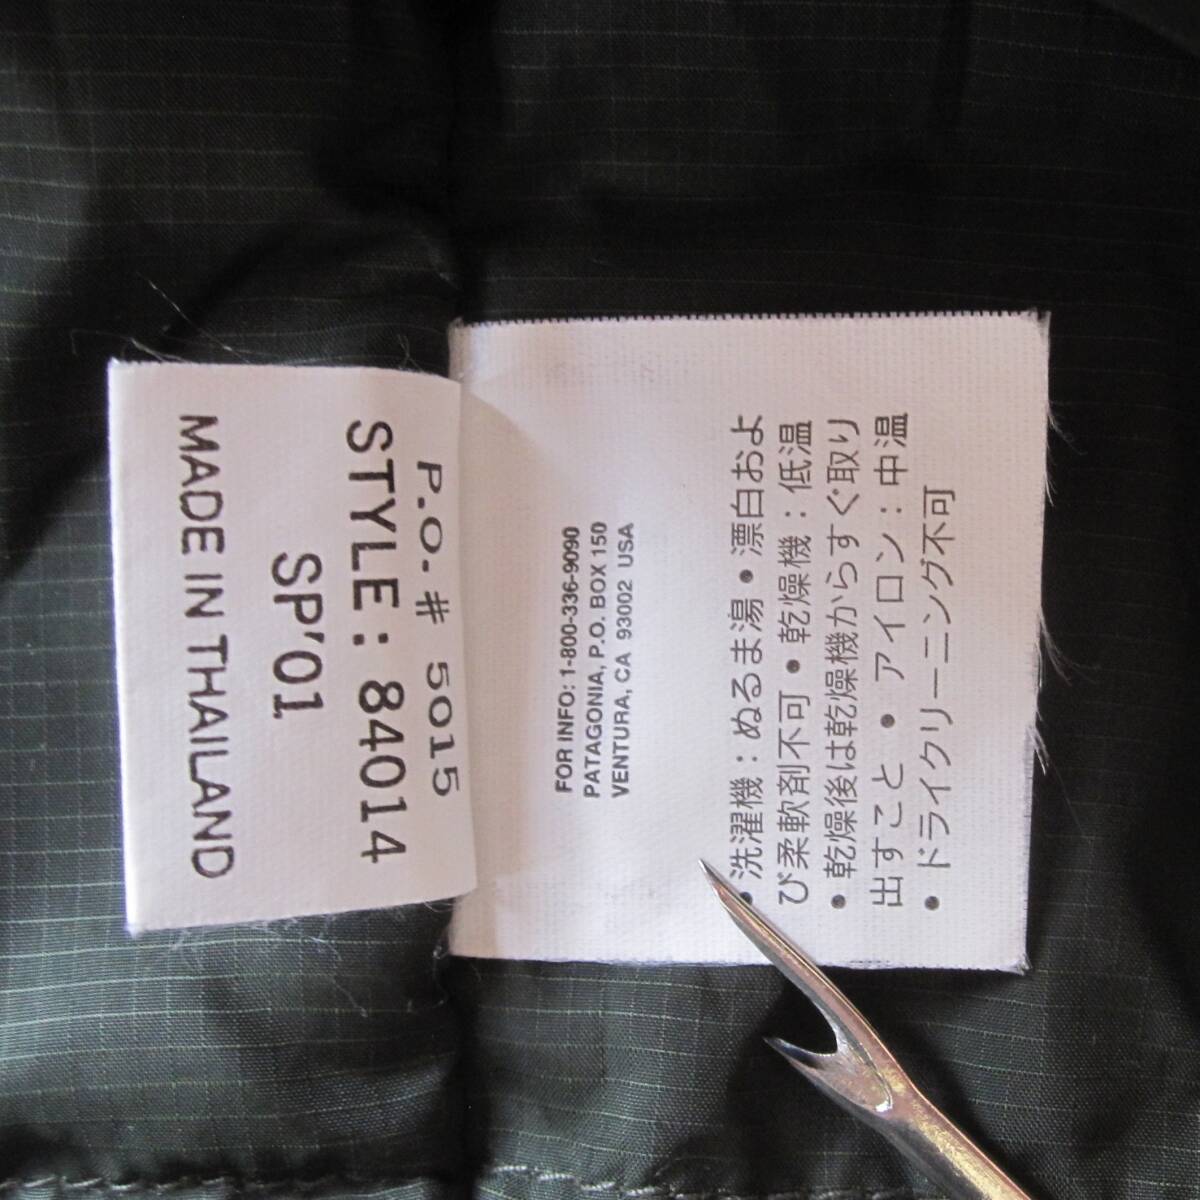 MADE IN THAILAND
SP'01
STYLE: 84014
P.O.# 5015
FOR INFO: 1-800-336-9090
PATAGONIA, P.O. BOX 150
VENTURA, CA 93002 USA
•洗濯機：ぬるま湯•漂白およ
び柔軟剤不可•乾燥機：低温
•乾燥後は乾燥機からすぐ取り
出すこと•アイロン：中温
•ドライクリーニング不可